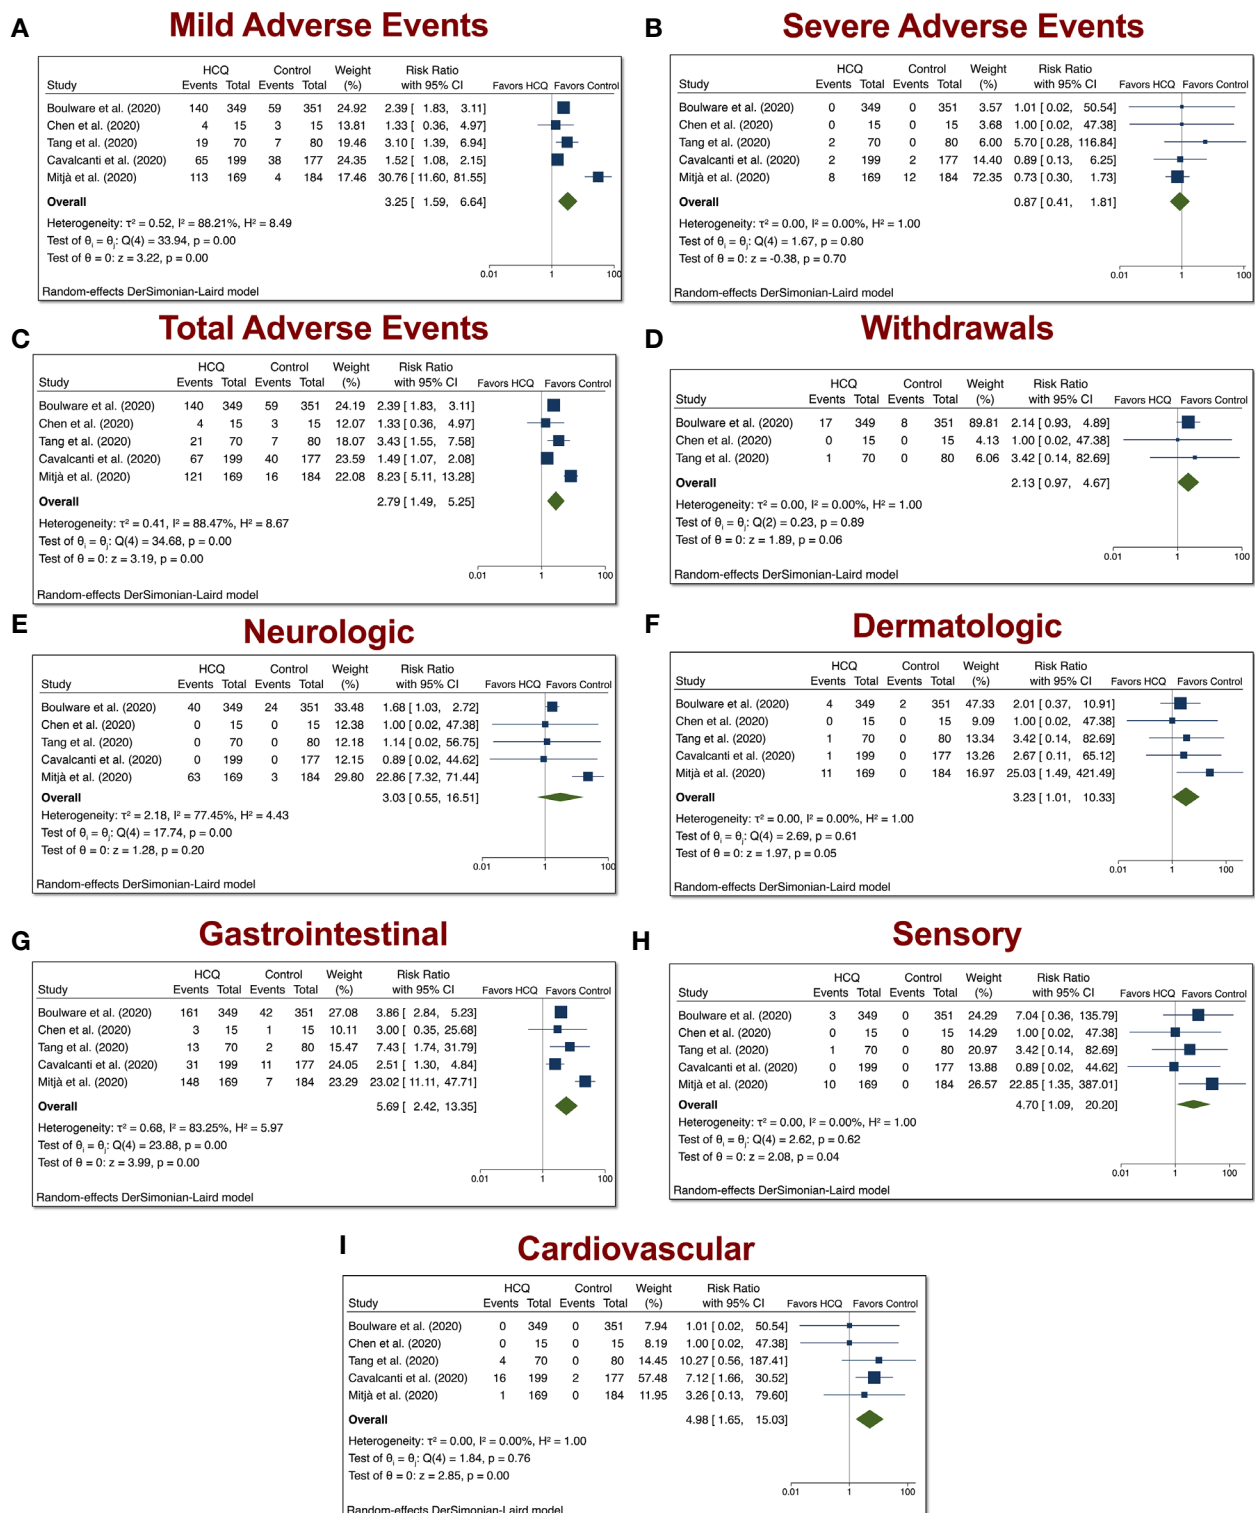 A
Mild Adverse Events
HCQ Control Weight Risk Ratio
Study Events Total Events Total (%) with 95% CI Favors HCQ Favors Control
Boulware et al. (2020) 140 349 59 351 24.92 2.39 [ 1.83, 3.11]
Chen et al. (2020) 4 15 3 15 13.81 1.33 [ 0.36, 4.97]
Tang et al. (2020) 19 70 7 80 19.46 3.10 [ 1.39, 6.94]
Cavalcanti et al. (2020) 65 199 38 177 24.35 1.52 [ 1.08, 2.15]
Mitjà et al. (2020) 113 169 4 184 17.46 30.76 [ 11.60, 81.55]
Overall 3.25 [ 1.59, 6.64]
Heterogeneity: τ² = 0.52, I² = 88.21%, H² = 8.49
Test of θᵢ = θⱼ: Q(4) = 33.94, p = 0.00
Test of θ = 0: z = 3.22, p = 0.00
0.01 1 100
Random-effects DerSimonian-Laird model
B
Severe Adverse Events
HCQ Control Weight Risk Ratio
Study Events Total Events Total (%) with 95% CI Favors HCQ Favors Control
Boulware et al. (2020) 0 349 0 351 3.57 1.01 [ 0.02, 50.54]
Chen et al. (2020) 0 15 0 15 3.68 1.00 [ 0.02, 47.38]
Tang et al. (2020) 2 70 0 80 6.00 5.70 [ 0.28, 116.84]
Cavalcanti et al. (2020) 2 199 2 177 14.40 0.89 [ 0.13, 6.25]
Mitjà et al. (2020) 8 169 12 184 72.35 0.73 [ 0.30, 1.73]
Overall 0.87 [ 0.41, 1.81]
Heterogeneity: τ² = 0.00, I² = 0.00%, H² = 1.00
Test of θᵢ = θⱼ: Q(4) = 1.67, p = 0.80
Test of θ = 0: z = -0.38, p = 0.70
0.01 1 100
Random-effects DerSimonian-Laird model
C
Total Adverse Events
HCQ Control Weight Risk Ratio
Study Events Total Events Total (%) with 95% CI Favors HCQ Favors Control
Boulware et al. (2020) 140 349 59 351 24.19 2.39 [ 1.83, 3.11]
Chen et al. (2020) 4 15 3 15 12.07 1.33 [ 0.36, 4.97]
Tang et al. (2020) 21 70 7 80 18.07 3.43 [ 1.55, 7.58]
Cavalcanti et al. (2020) 67 199 40 177 23.59 1.49 [ 1.07, 2.08]
Mitjà et al. (2020) 121 169 16 184 22.08 8.23 [ 5.11, 13.28]
Overall 2.79 [ 1.49, 5.25]
Heterogeneity: τ² = 0.41, I² = 88.47%, H² = 8.67
Test of θᵢ = θⱼ: Q(4) = 34.68, p = 0.00
Test of θ = 0: z = 3.19, p = 0.00
0.01 1 100
Random-effects DerSimonian-Laird model
D
Withdrawals
HCQ Control Weight Risk Ratio
Study Events Total Events Total (%) with 95% CI Favors HCQ Favors Control
Boulware et al. (2020) 17 349 8 351 89.81 2.14 [ 0.93, 4.89]
Chen et al. (2020) 0 15 0 15 4.13 1.00 [ 0.02, 47.38]
Tang et al. (2020) 1 70 0 80 6.06 3.42 [ 0.14, 82.69]
Overall 2.13 [ 0.97, 4.67]
Heterogeneity: τ² = 0.00, I² = 0.00%, H² = 1.00
Test of θᵢ = θⱼ: Q(2) = 0.23, p = 0.89
Test of θ = 0: z = 1.89, p = 0.06
0.01 1 100
Random-effects DerSimonian-Laird model
E
Neurologic
HCQ Control Weight Risk Ratio
Study Events Total Events Total (%) with 95% CI Favors HCQ Favors Control
Boulware et al. (2020) 40 349 24 351 33.48 1.68 [ 1.03, 2.72]
Chen et al. (2020) 0 15 0 15 12.38 1.00 [ 0.02, 47.38]
Tang et al. (2020) 0 70 0 80 12.18 1.14 [ 0.02, 56.75]
Cavalcanti et al. (2020) 0 199 0 177 12.15 0.89 [ 0.02, 44.62]
Mitjà et al. (2020) 63 169 3 184 29.80 22.86 [ 7.32, 71.44]
Overall 3.03 [ 0.55, 16.51]
Heterogeneity: τ² = 2.18, I² = 77.45%, H² = 4.43
Test of θᵢ = θⱼ: Q(4) = 17.74, p = 0.00
Test of θ = 0: z = 1.28, p = 0.20
0.01 1 100
Random-effects DerSimonian-Laird model
F
Dermatologic
HCQ Control Weight Risk Ratio
Study Events Total Events Total (%) with 95% CI Favors HCQ Favors Control
Boulware et al. (2020) 4 349 2 351 47.33 2.01 [ 0.37, 10.91]
Chen et al. (2020) 0 15 0 15 9.09 1.00 [ 0.02, 47.38]
Tang et al. (2020) 1 70 0 80 13.34 3.42 [ 0.14, 82.69]
Cavalcanti et al. (2020) 1 199 0 177 13.26 2.67 [ 0.11, 65.12]
Mitjà et al. (2020) 11 169 0 184 16.97 25.03 [ 1.49, 421.49]
Overall 3.23 [ 1.01, 10.33]
Heterogeneity: τ² = 0.00, I² = 0.00%, H² = 1.00
Test of θᵢ = θⱼ: Q(4) = 2.69, p = 0.61
Test of θ = 0: z = 1.97, p = 0.05
0.01 1 100
Random-effects DerSimonian-Laird model
G
Gastrointestinal
HCQ Control Weight Risk Ratio
Study Events Total Events Total (%) with 95% CI Favors HCQ Favors Control
Boulware et al. (2020) 161 349 42 351 27.08 3.86 [ 2.84, 5.23]
Chen et al. (2020) 3 15 1 15 10.11 3.00 [ 0.35, 25.68]
Tang et al. (2020) 13 70 2 80 15.47 7.43 [ 1.74, 31.79]
Cavalcanti et al. (2020) 31 199 11 177 24.05 2.51 [ 1.30, 4.84]
Mitjà et al. (2020) 148 169 7 184 23.29 23.02 [ 11.11, 47.71]
Overall 5.69 [ 2.42, 13.35]
Heterogeneity: τ² = 0.68, I² = 83.25%, H² = 5.97
Test of θᵢ = θⱼ: Q(4) = 23.88, p = 0.00
Test of θ = 0: z = 3.99, p = 0.00
0.01 1 100
Random-effects DerSimonian-Laird model
H
Sensory
HCQ Control Weight Risk Ratio
Study Events Total Events Total (%) with 95% CI Favors HCQ Favors Control
Boulware et al. (2020) 3 349 0 351 24.29 7.04 [ 0.36, 135.79]
Chen et al. (2020) 0 15 0 15 14.29 1.00 [ 0.02, 47.38]
Tang et al. (2020) 1 70 0 80 20.97 3.42 [ 0.14, 82.69]
Cavalcanti et al. (2020) 0 199 0 177 13.88 0.89 [ 0.02, 44.62]
Mitjà et al. (2020) 10 169 0 184 26.57 22.85 [ 1.35, 387.01]
Overall 4.70 [ 1.09, 20.20]
Heterogeneity: τ² = 0.00, I² = 0.00%, H² = 1.00
Test of θᵢ = θⱼ: Q(4) = 2.62, p = 0.62
Test of θ = 0: z = 2.08, p = 0.04
0.01 1 100
Random-effects DerSimonian-Laird model
I
Cardiovascular
HCQ Control Weight Risk Ratio
Study Events Total Events Total (%) with 95% CI Favors HCQ Favors Control
Boulware et al. (2020) 0 349 0 351 7.94 1.01 [ 0.02, 50.54]
Chen et al. (2020) 0 15 0 15 8.19 1.00 [ 0.02, 47.38]
Tang et al. (2020) 4 70 0 80 14.45 10.27 [ 0.56, 187.41]
Cavalcanti et al. (2020) 16 199 2 177 57.48 7.12 [ 1.66, 30.52]
Mitjà et al. (2020) 1 169 0 184 11.95 3.26 [ 0.13, 79.60]
Overall 4.98 [ 1.65, 15.03]
Heterogeneity: τ² = 0.00, I² = 0.00%, H² = 1.00
Test of θᵢ = θⱼ: Q(4) = 1.84, p = 0.76
Test of θ = 0: z = 2.85, p = 0.00
0.01 1 100
Random-effects DerSimonian-Laird model